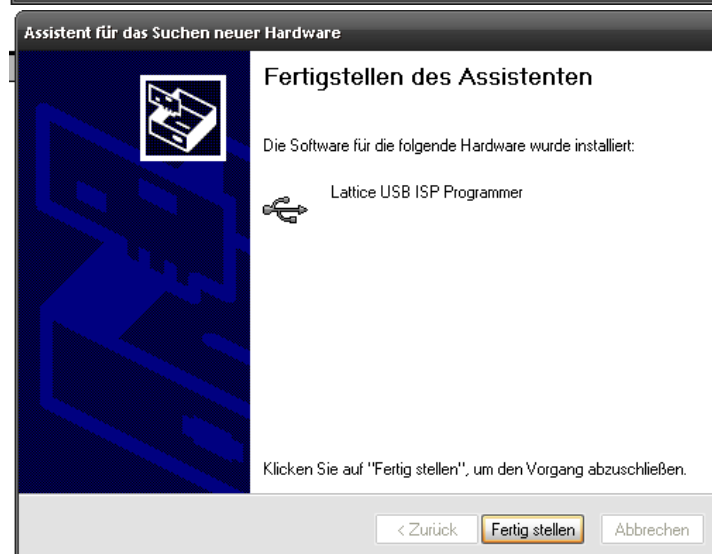 Assistent für das Suchen neuer Hardware
Fertigstellen des Assistenten
Die Software für die folgende Hardware wurde installiert:
Lattice USB ISP Programmer
Klicken Sie auf "Fertig stellen", um den Vorgang abzuschließen.
< Zurück Fertig stellen Abbrechen